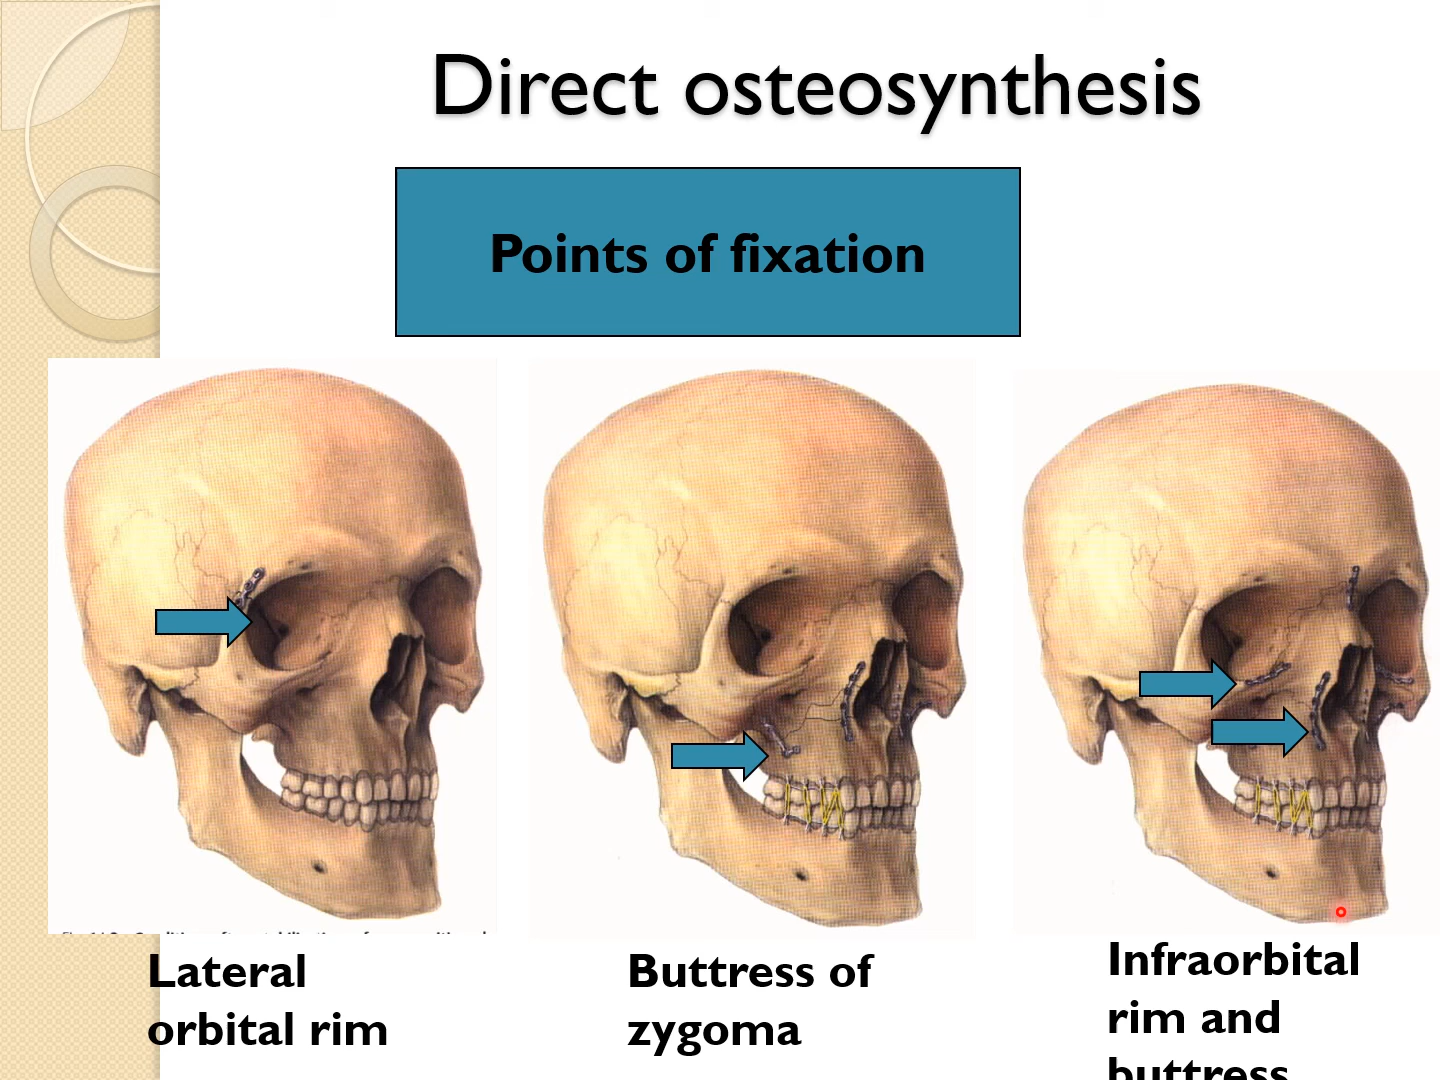 Direct osteosynthesis
Points of fixation
Lateral
orbital rim
Buttress of
zygoma
Infraorbital
rim and
buttress